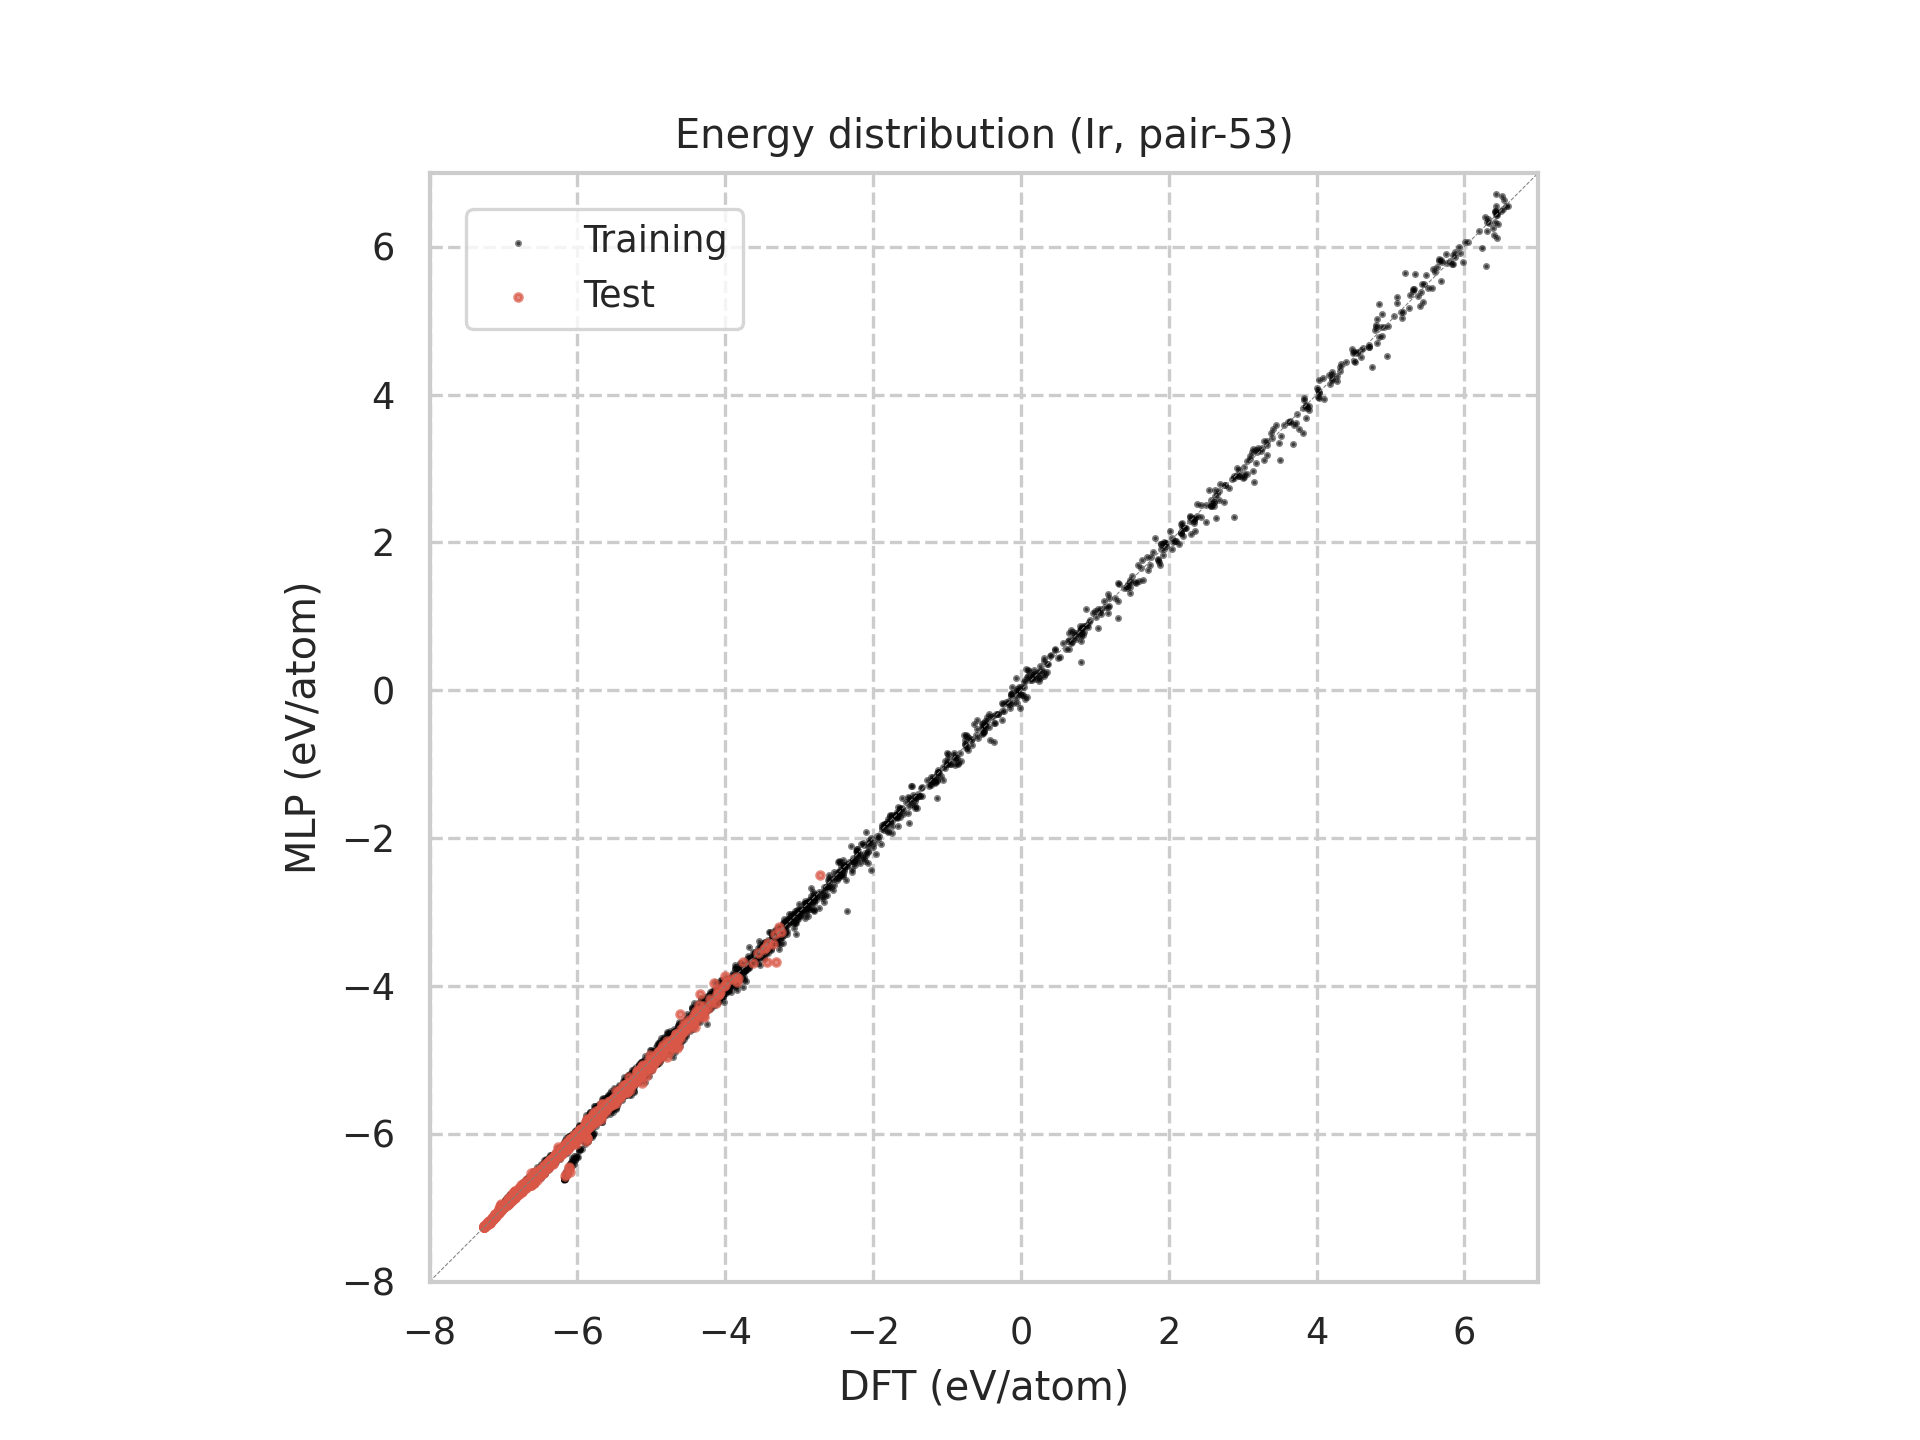 Energy distribution (Ir, pair-53)
Training
Test
6
4
2
0
−2
−4
−6
−8
MLP (eV/atom)
−8 −6 −4 −2 0 2 4 6
DFT (eV/atom)